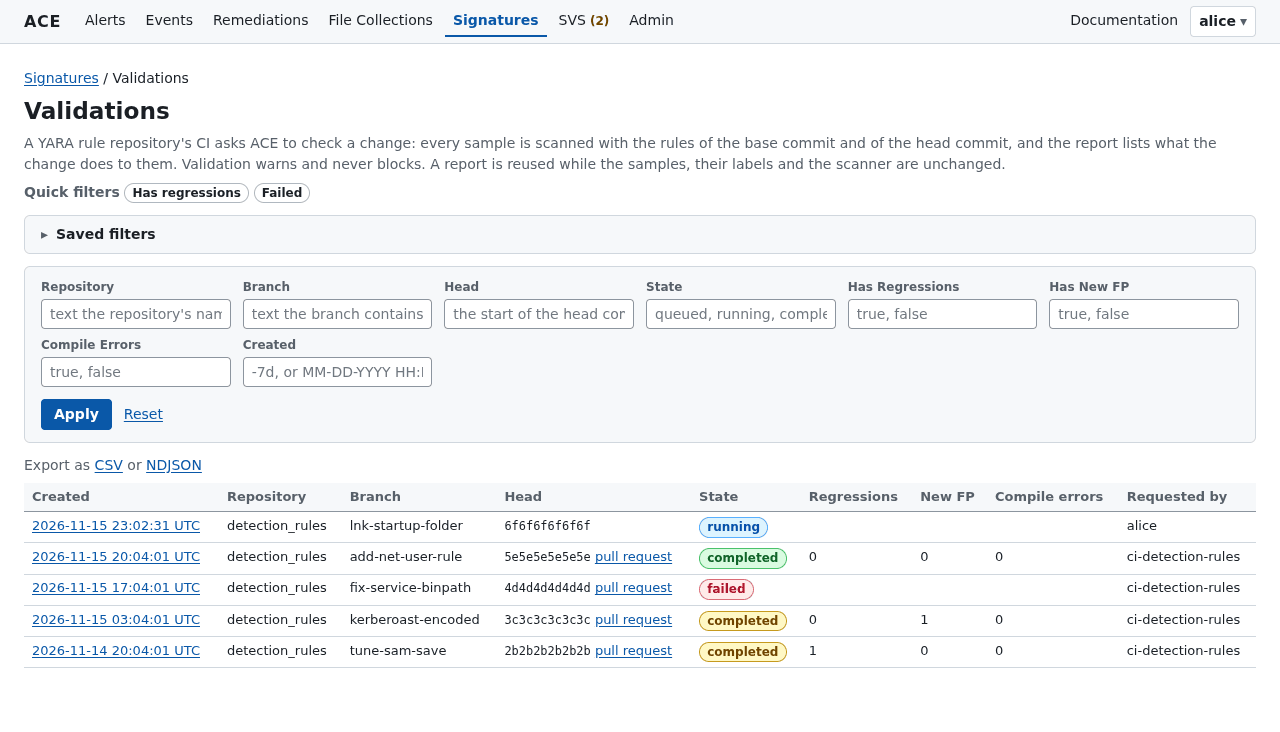 ACE Alerts Events Remediations File Collections Signatures SVS (2) Admin Documentation alice ▾
Signatures / Validations
Validations
A YARA rule repository's CI asks ACE to check a change: every sample is scanned with the rules of the base commit and of the head commit, and the report lists what the
change does to them. Validation warns and never blocks. A report is reused while the samples, their labels and the scanner are unchanged.
Quick filters Has regressions Failed
▸ Saved filters
Repository Branch Head State Has Regressions Has New FP
text the repository's nam text the branch contains the start of the head cor queued, running, comple true, false true, false
Compile Errors Created
true, false -7d, or MM-DD-YYYY HH:
Apply Reset
Export as CSV or NDJSON
Created Repository Branch Head State Regressions New FP Compile errors Requested by
2026-11-15 23:02:31 UTC detection_rules lnk-startup-folder 6f6f6f6f6f6f running alice
2026-11-15 20:04:01 UTC detection_rules add-net-user-rule 5e5e5e5e5e5e pull request completed 0 0 0 ci-detection-rules
2026-11-15 17:04:01 UTC detection_rules fix-service-binpath 4d4d4d4d4d4d pull request failed ci-detection-rules
2026-11-15 03:04:01 UTC detection_rules kerberoast-encoded 3c3c3c3c3c3c pull request completed 0 1 0 ci-detection-rules
2026-11-14 20:04:01 UTC detection_rules tune-sam-save 2b2b2b2b2b2b pull request completed 1 0 0 ci-detection-rules